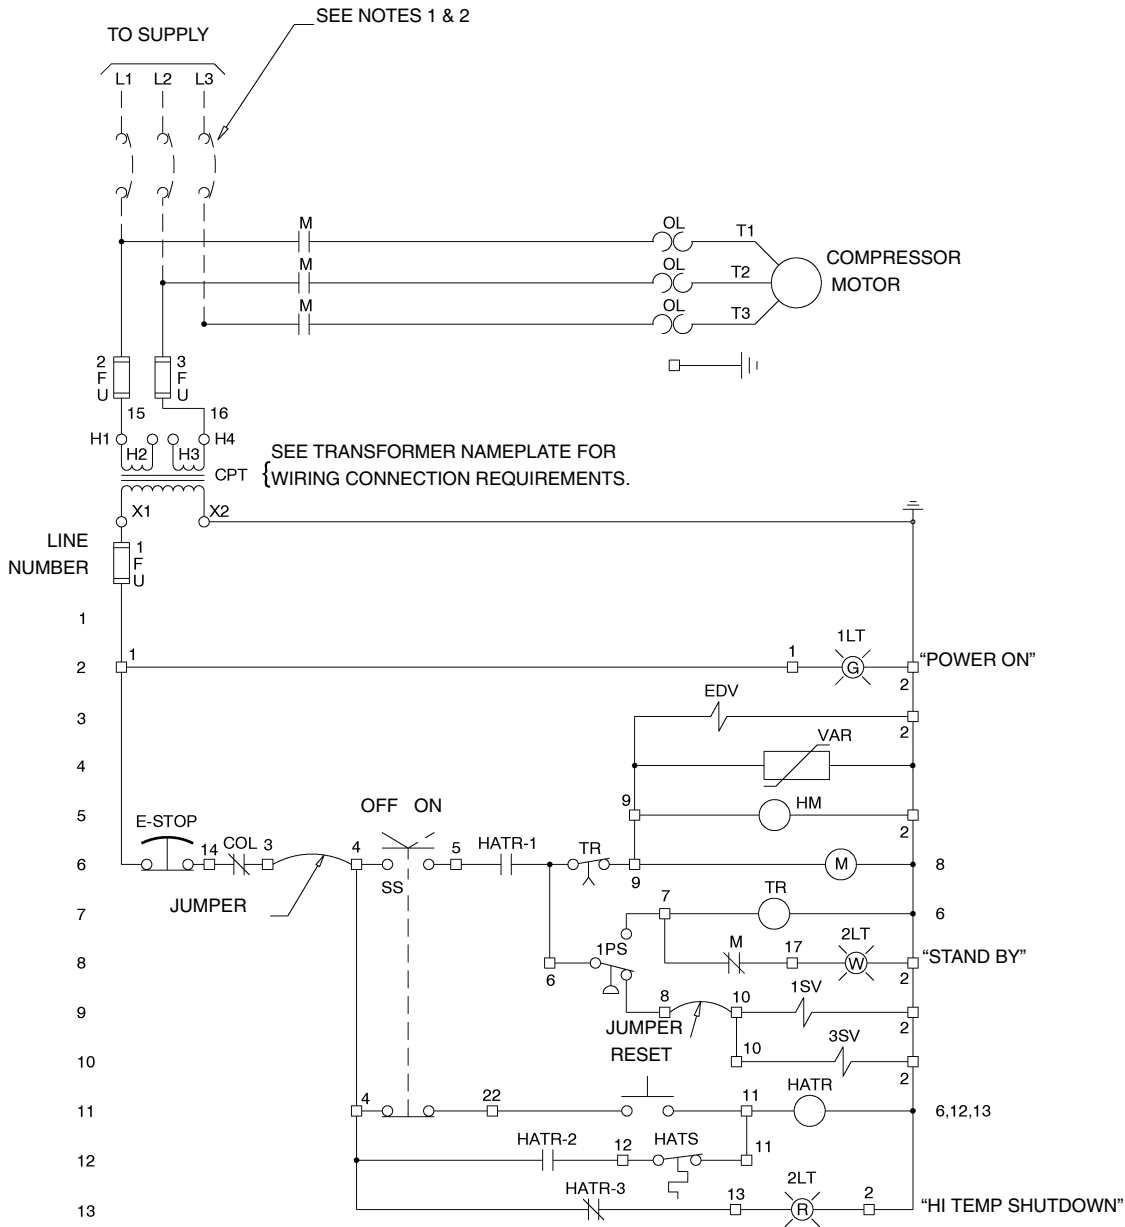 SEE NOTES 1 & 2
TO SUPPLY
L1 L2 L3
M OL T1
COMPRESSOR
M OL T2
MOTOR
M OL T3
2 3
F F
U U
15 16
H1 H2 H3 H4
SEE TRANSFORMER NAMEPLATE FOR
CPT { WIRING CONNECTION REQUIREMENTS.
X1 X2
LINE
NUMBER
1
F
U
1
1LT
2 1 1 G 2 “POWER ON”
EDV
3 2
VAR
4
OFF ON
5 9 HM 2
E-STOP
6 14 COL 3 4 SS 5 HATR-1 TR 9 M 8
JUMPER
7 7 TR 6
8 6 1PS M 17 2LT W 2 “STAND BY”
9 8 10 1SV 2
JUMPER
RESET
10 10 3SV 2
11 4 22 11 HATR 6,12,13
12 HATR-2 12 HATS 11
13 HATR-3 13 2LT R 2 “HI TEMP SHUTDOWN”